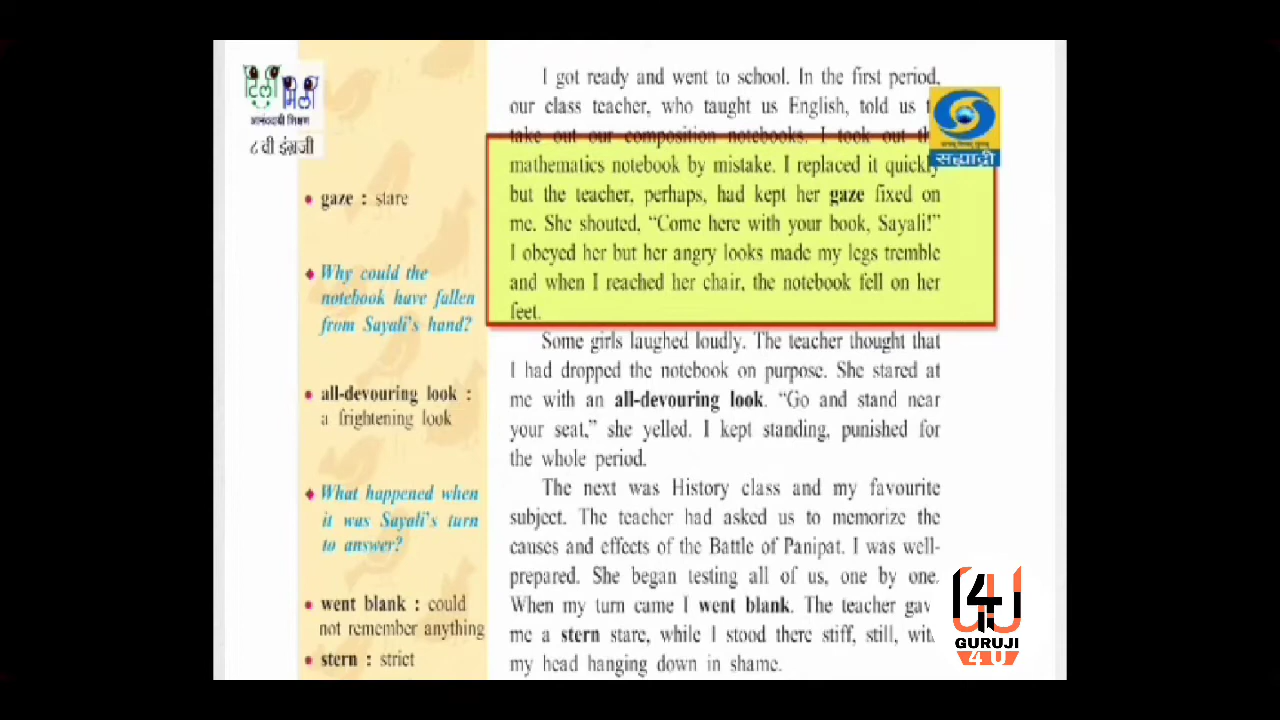 टिली
मिली
आनंददायी शिक्षण
८ वी इंग्रजी
• gaze : stare
Why could the
notebook have fallen
from Sayali's hand?
• all-devouring look :
a frightening look
What happened when
it was Sayali's turn
to answer?
• went blank : could
not remember anything
• stern : strict
I got ready and went to school. In the first period,
our class teacher, who taught us English, told us
take out our composition notebooks. I took out
mathematics notebook by mistake. I replaced it quickly
but the teacher, perhaps, had kept her gaze fixed on
me. She shouted, “Come here with your book, Sayali!”
I obeyed her but her angry looks made my legs tremble
and when I reached her chair, the notebook fell on her
feet.
Some girls laughed loudly. The teacher thought that
I had dropped the notebook on purpose. She stared at
me with an all-devouring look. “Go and stand near
your seat,” she yelled. I kept standing, punished for
the whole period.
The next was History class and my favourite
subject. The teacher had asked us to memorize the
causes and effects of the Battle of Panipat. I was well-
prepared. She began testing all of us, one by one.
When my turn came I went blank. The teacher gav
me a stern stare, while I stood there stiff, still, wit
my head hanging down in shame.
सह्याद्री
4U
GURUJI
4U